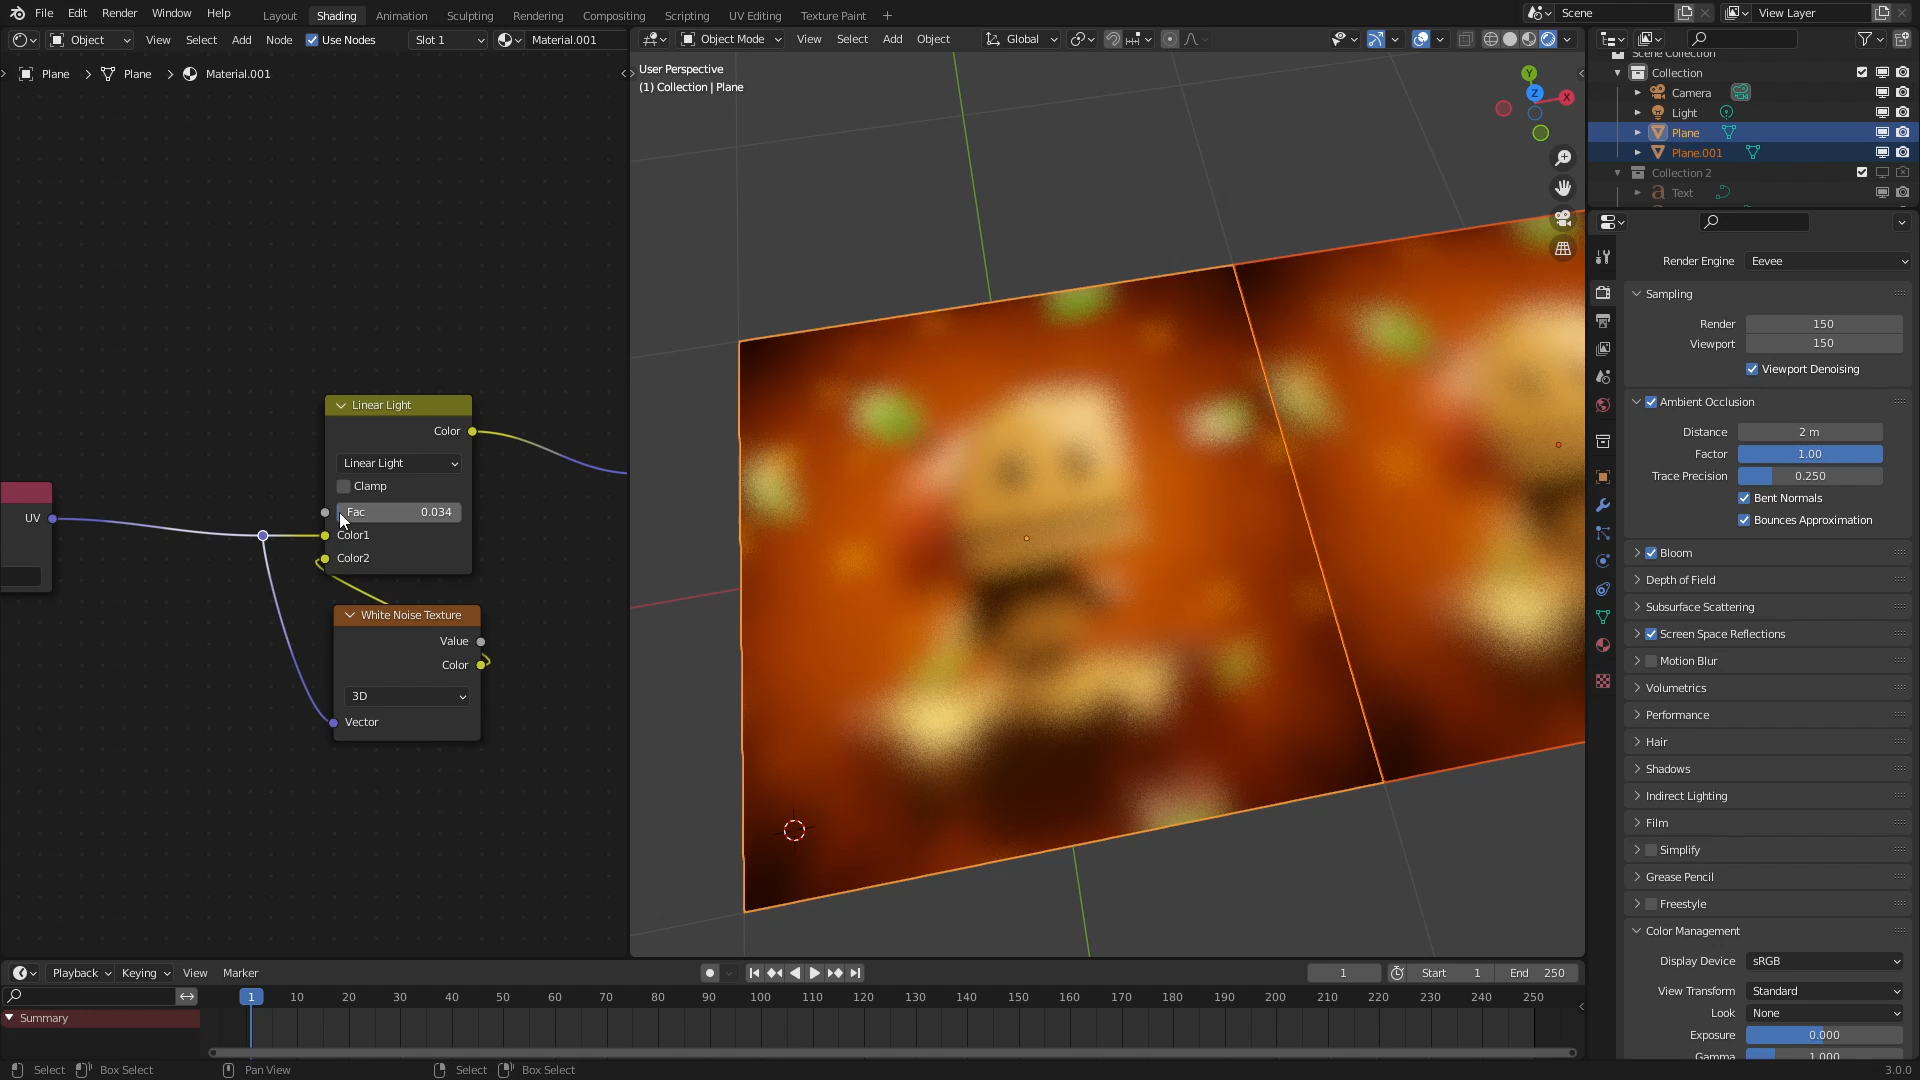 File Edit Render Window Help
Layout Shading Animation Sculpting Rendering Compositing Scripting UV Editing Texture Paint +
Scene
View Layer
Object View Select Add Node Use Nodes Slot 1 Material.001
Plane > Plane > Material.001
UV
Linear Light
Color
Linear Light
Clamp
Fac 0.034
Color1
Color2
White Noise Texture
Value
Color
3D
Vector
Object Mode View Select Add Object Global
User Perspective
(1) Collection | Plane
Y
Z
X
Collection
Camera
Light
Plane
Plane.001
Collection 2
Text
Render Engine Eevee
Sampling
Render 150
Viewport 150
Viewport Denoising
Ambient Occlusion
Distance 2 m
Factor 1.00
Trace Precision 0.250
Bent Normals
Bounces Approximation
Bloom
Depth of Field
Subsurface Scattering
Screen Space Reflections
Motion Blur
Volumetrics
Performance
Hair
Shadows
Indirect Lighting
Film
Simplify
Grease Pencil
Freestyle
Color Management
Display Device sRGB
View Transform Standard
Look None
Exposure 0.000
Gamma 1.000
Playback Keying View Marker
1 Start 1 End 250
1 10 20 30 40 50 60 70 80 90 100 110 120 130 140 150 160 170 180 190 200 210 220 230 240 250
Summary
Select Box Select Pan View Select Box Select 3.0.0